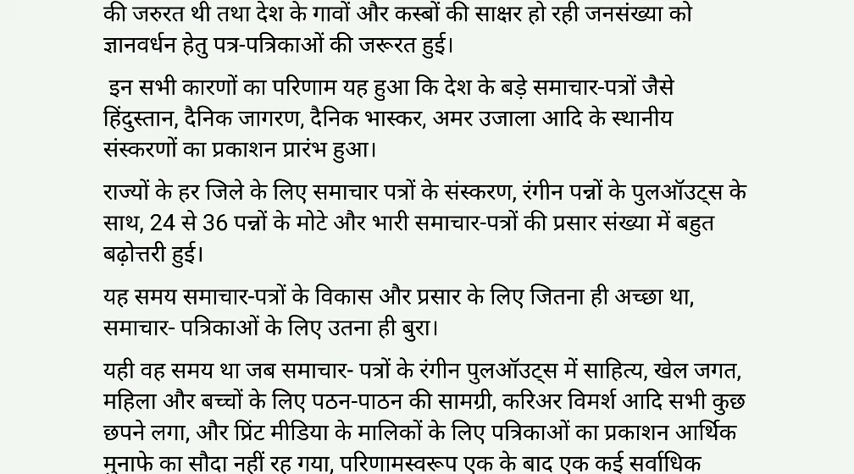 की जरुरत थी तथा देश के गावों और कस्बों की साक्षर हो रही जनसंख्या को
ज्ञानवर्धन हेतु पत्र-पत्रिकाओं की जरूरत हुई।
इन सभी कारणों का परिणाम यह हुआ कि देश के बड़े समाचार-पत्रों जैसे
हिंदुस्तान, दैनिक जागरण, दैनिक भास्कर, अमर उजाला आदि के स्थानीय
संस्करणों का प्रकाशन प्रारंभ हुआ।
राज्यों के हर जिले के लिए समाचार पत्रों के संस्करण, रंगीन पन्नों के पुलऑउट्स के
साथ, 24 से 36 पन्नों के मोटे और भारी समाचार-पत्रों की प्रसार संख्या में बहुत
बढ़ोत्तरी हुई।
यह समय समाचार-पत्रों के विकास और प्रसार के लिए जितना ही अच्छा था,
समाचार- पत्रिकाओं के लिए उतना ही बुरा।
यही वह समय था जब समाचार- पत्रों के रंगीन पुलऑउट्स में साहित्य, खेल जगत,
महिला और बच्चों के लिए पठन-पाठन की सामग्री, करिअर विमर्श आदि सभी कुछ
छपने लगा, और प्रिंट मीडिया के मालिकों के लिए पत्रिकाओं का प्रकाशन आर्थिक
मुनाफे का सौदा नहीं रह गया, परिणामस्वरूप एक के बाद एक कई सर्वाधिक